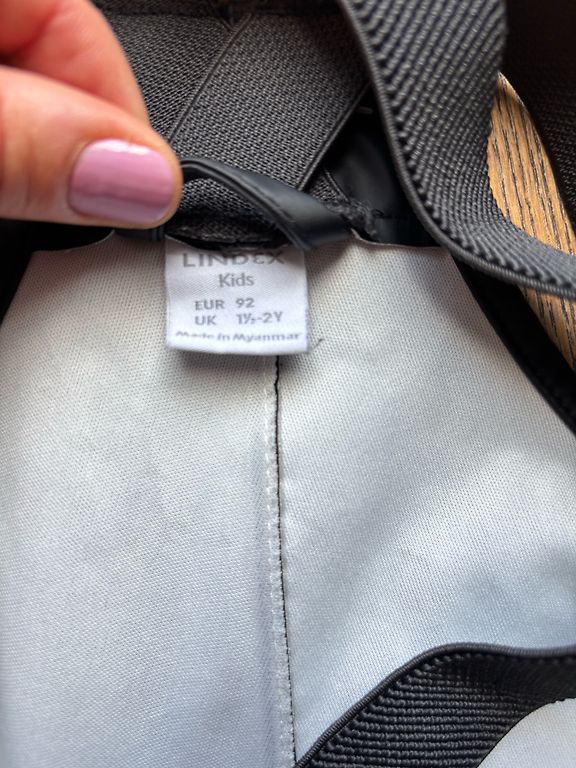 LINDEX
Kids
EUR 92
UK 1½-2Y
Made in Myanmar